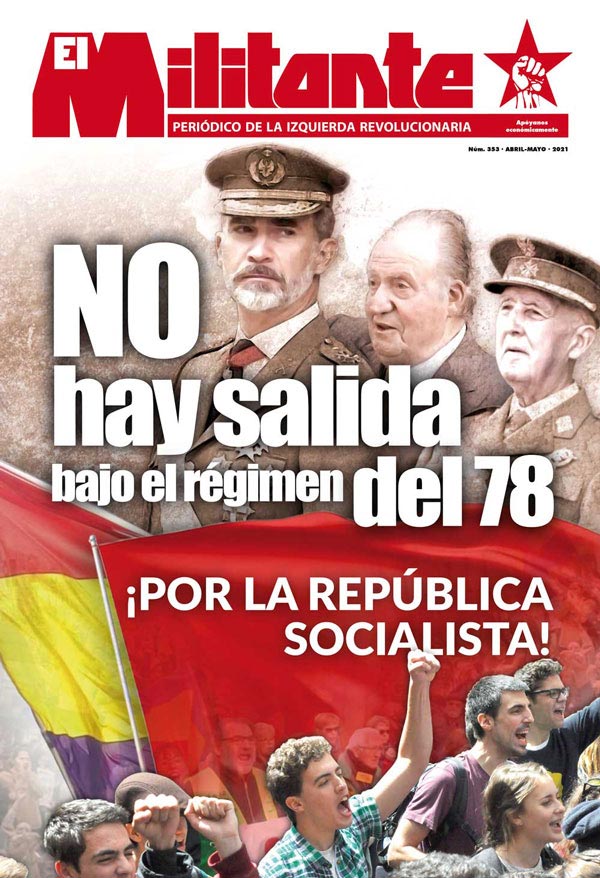 El Militante
PERIÓDICO DE LA IZQUIERDA REVOLUCIONARIA
Apóyanos
económicamente
Núm. 353 • ABRIL-MAYO • 2021
NO
hay salida
bajo el régimen del 78
¡POR LA REPÚBLICA
SOCIALISTA!